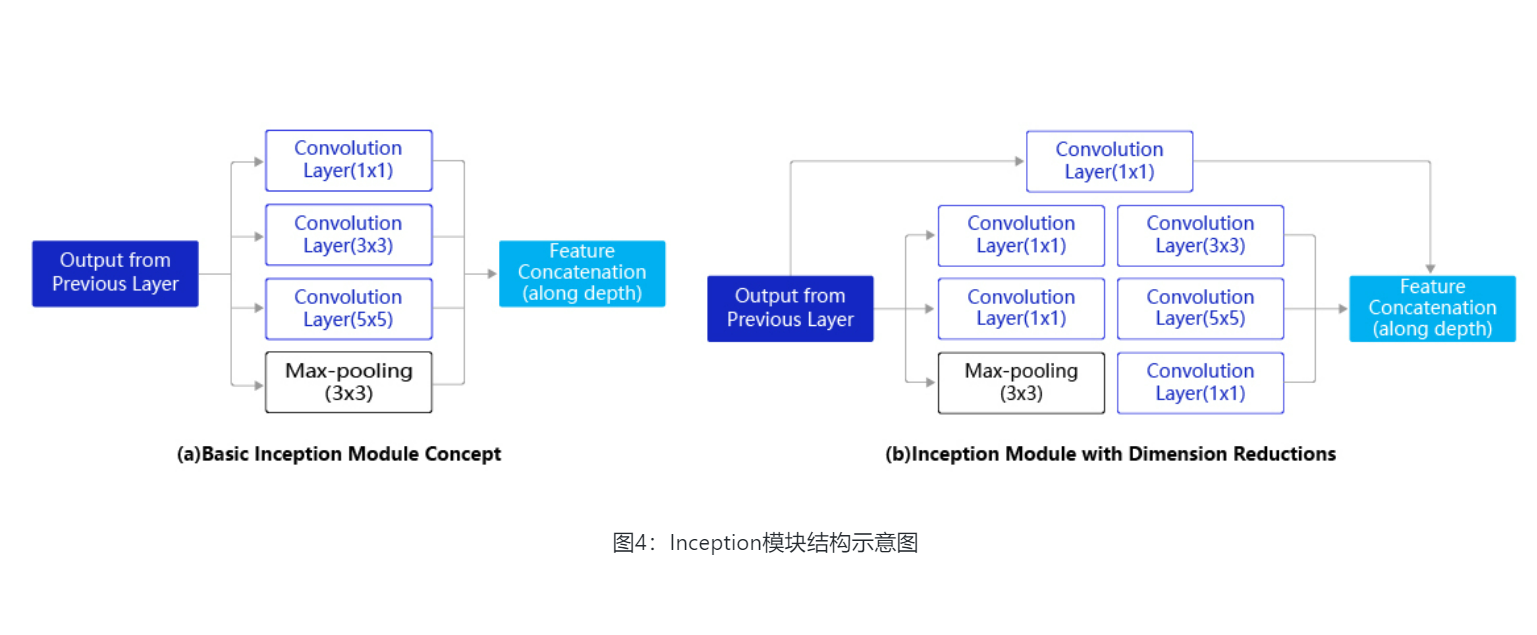 Output from
Previous Layer
Convolution
Layer(1x1)
Convolution
Layer(3x3)
Convolution
Layer(5x5)
Max-pooling
(3x3)
Feature
Concatenation
(along depth)
(a)Basic Inception Module Concept
Output from
Previous Layer
Convolution
Layer(1x1)
Convolution
Layer(1x1)
Convolution
Layer(3x3)
Convolution
Layer(1x1)
Convolution
Layer(5x5)
Max-pooling
(3x3)
Convolution
Layer(1x1)
Feature
Concatenation
(along depth)
(b)Inception Module with Dimension Reductions
图4：Inception模块结构示意图